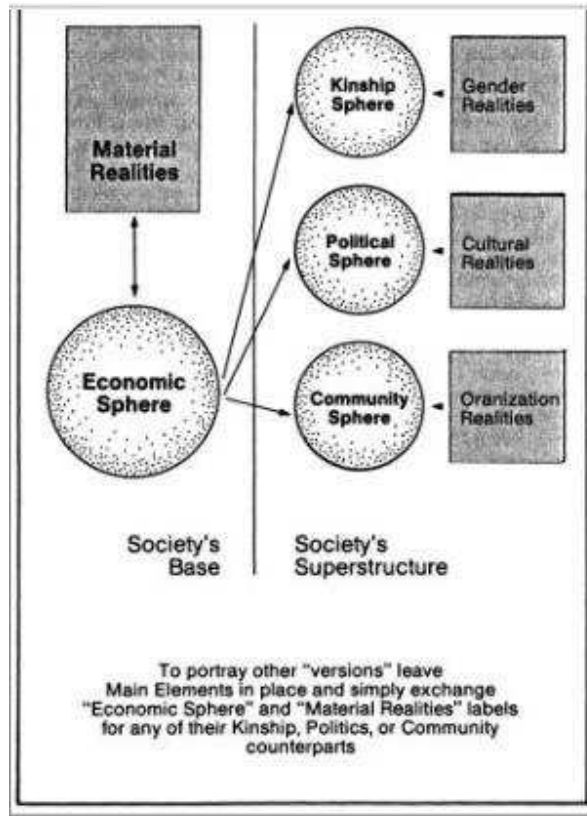 Material
Realities
Economic
Sphere
Kinship
Sphere
Gender
Realities
Political
Sphere
Cultural
Realities
Community
Sphere
Oranization
Realities
Society's
Base
Society's
Superstructure
To portray other "versions" leave
Main Elements in place and simply exchange
"Economic Sphere" and "Material Realities" labels
for any of their Kinship, Politics, or Community
counterparts